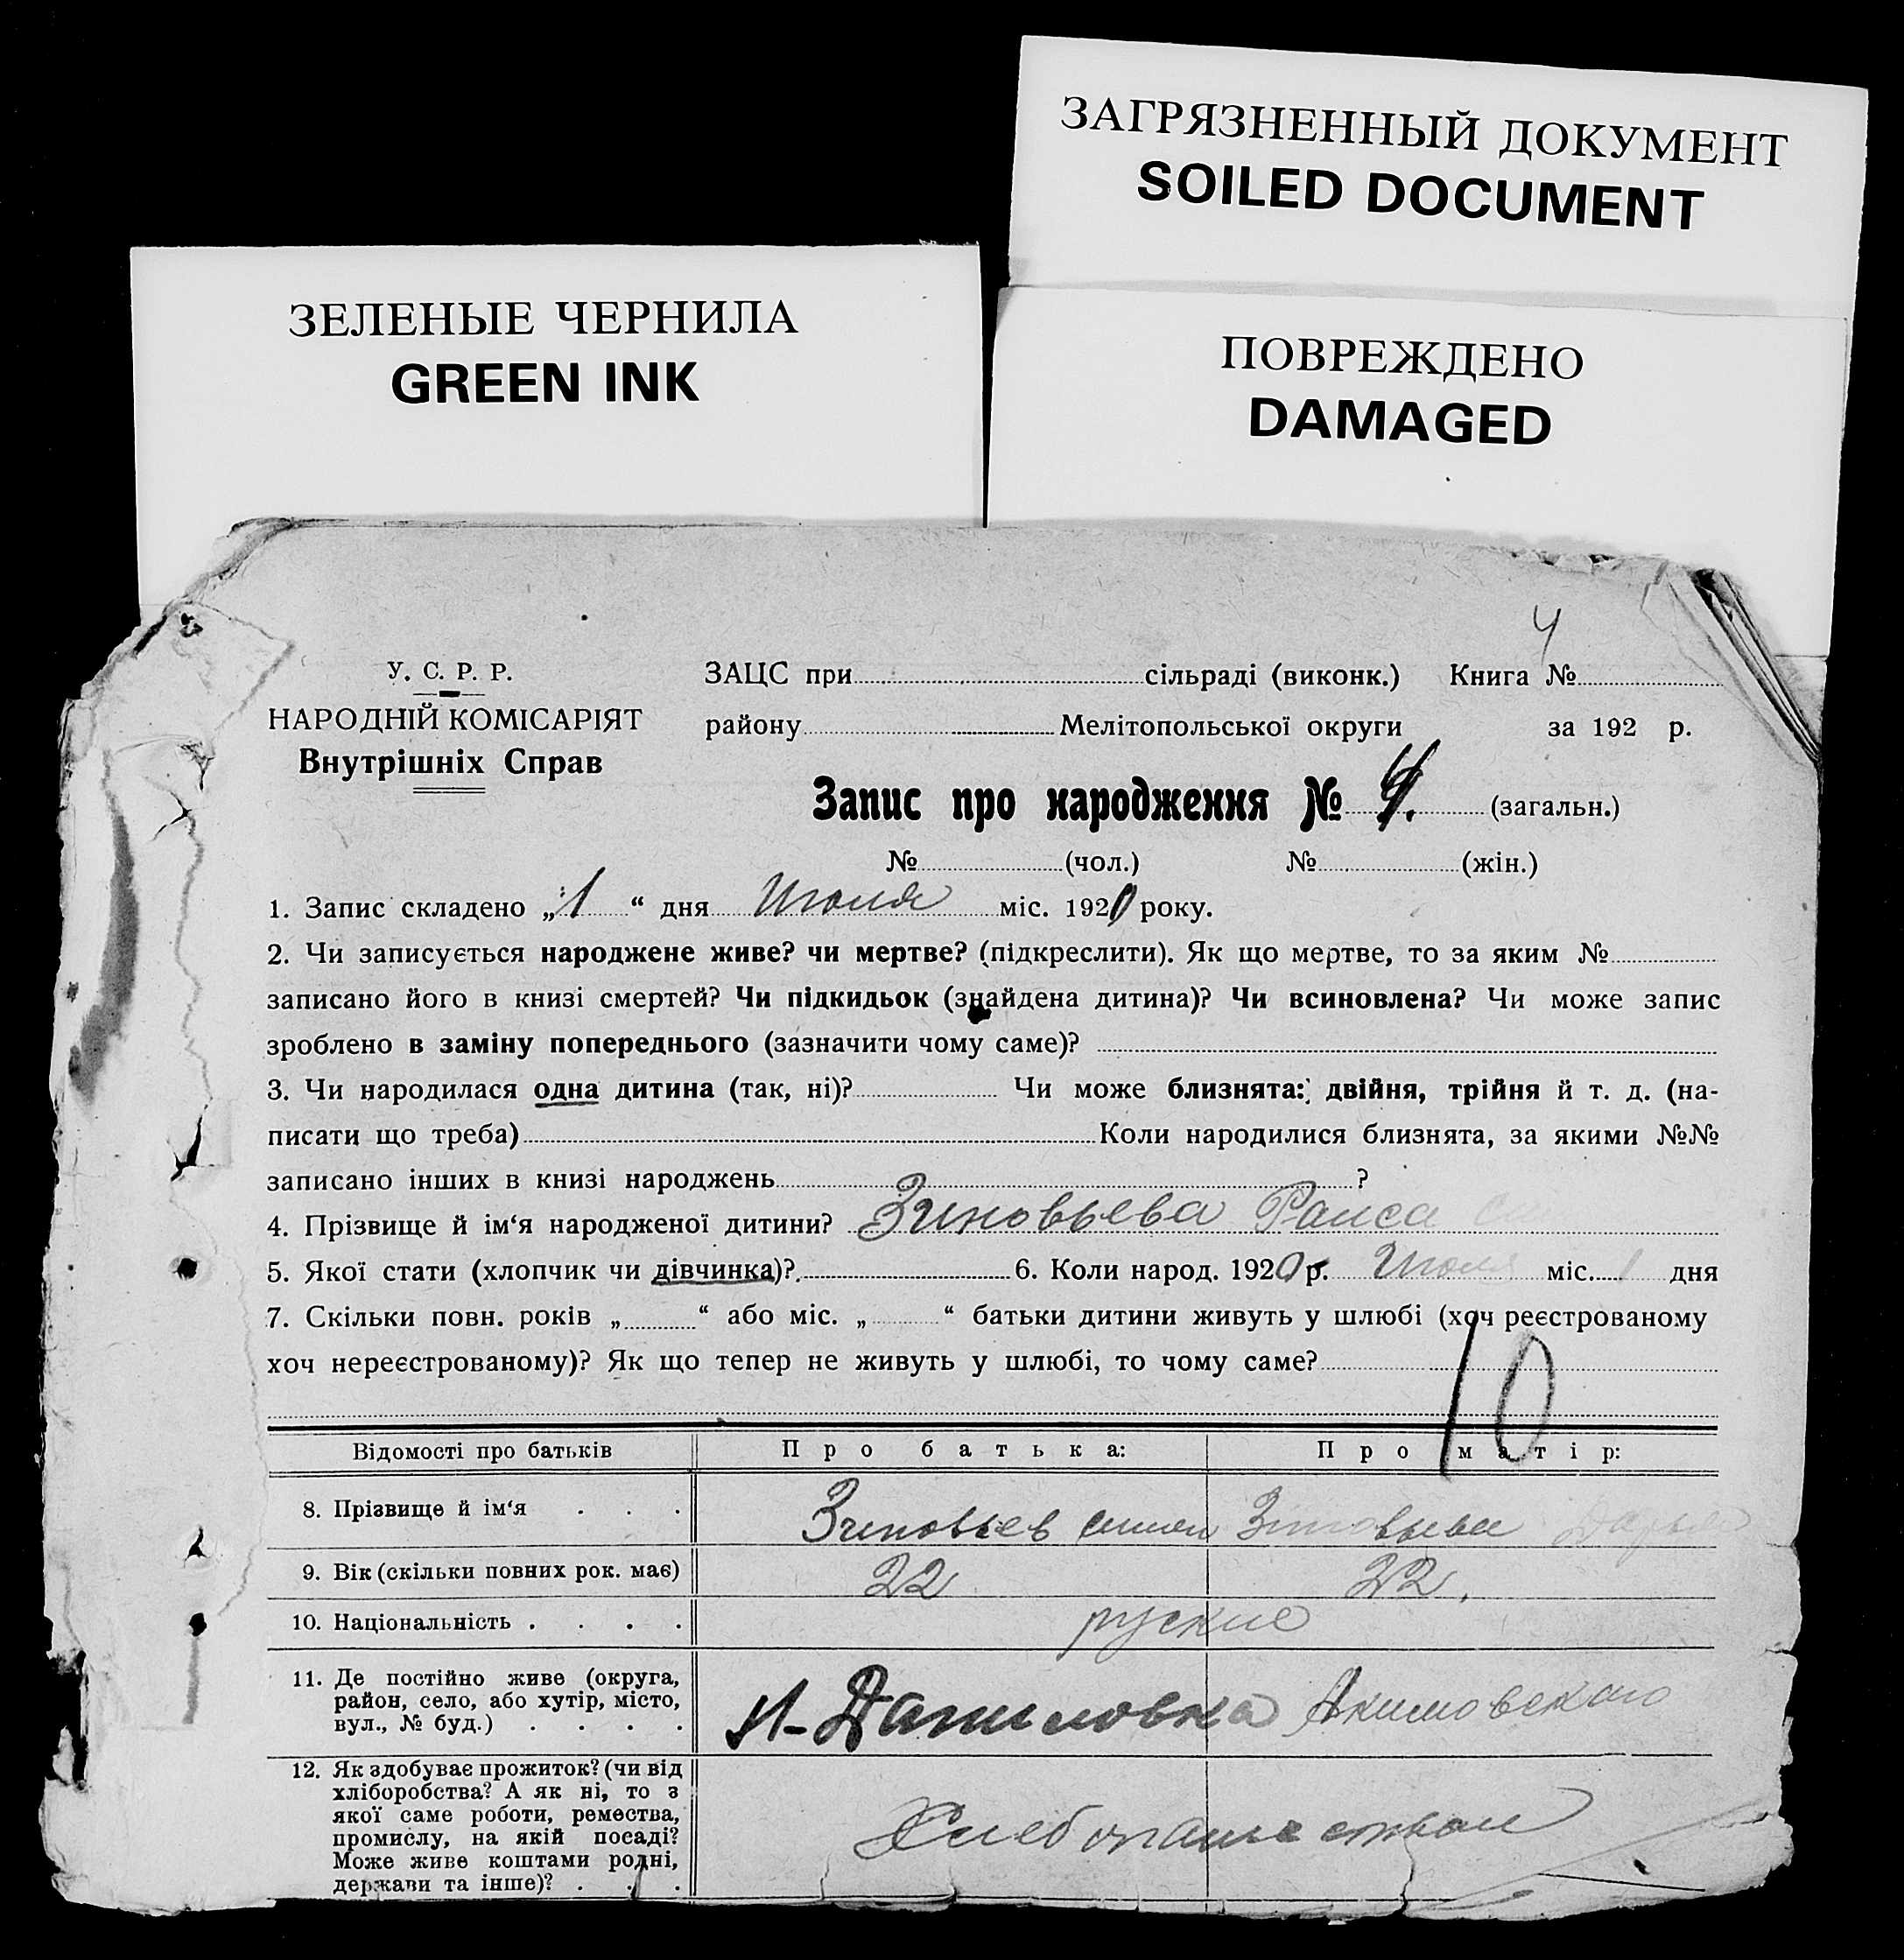 ЗАГРЯЗНЕННЫЙ ДОКУМЕНТ
SOILED DOCUMENT
ЗЕЛЕНЫЕ ЧЕРНИЛА
GREEN INK
ПОВРЕЖДЕНО
DAMAGED
4
У. С. Р. Р.
НАРОДНІЙ КОМІСАРІЯТ
Внутрішніх Справ
ЗАЦС при сільраді (виконк.) Книга №
району Мелітопольської округи за 192 р.
Запис про народження № 4. (загальн.)
№ (чол.) № (жін.)
1. Запис складено „1“ дня Июля міс. 1920 року.
2. Чи записується народжене живе? чи мертве? (підкреслити). Як що мертве, то за яким №
записано його в книзі смертей? Чи підкидьок (знайдена дитина)? Чи всиновлена? Чи може запис
зроблено в заміну попереднього (зазначити чому саме)?
3. Чи народилася одна дитина (так, ні)? Чи може близнята: двійня, трійня й т. д. (на-
писати що треба) Коли народилися близнята, за якими №№
записано інших в книзі народжень ?
4. Прізвище й ім‘я народженої дитини? Зиновьева Раиса
5. Якої стати (хлопчик чи дівчинка)? 6. Коли народ. 1920 р. Июля міс. 1 дня
7. Скільки повн. років „ “ або міс. „ “ батьки дитини живуть у шлюбі (хоч реєстрованому
хоч нереєстрованому)? Як що тепер не живуть у шлюбі, то чому саме?
10
Відомості про батьків Про батька: Про матір:
8. Прізвище й ім‘я Зиновьев Симон Зиновьева Дарья
9. Вік (скільки повних рок. має) 22 22.
10. Національність руские
11. Де постійно живе (округа,
район, село, або хутір, місто,
вул., № буд.)
Н-Даниловка Акимовского
12. Як здобуває прожиток? (чи від
хліборобства? А як ні, то з
якої саме роботи, ремества,
промислу, на якій посаді?
Може живе коштами родні,
держави та інше)?
Хлебопашеством